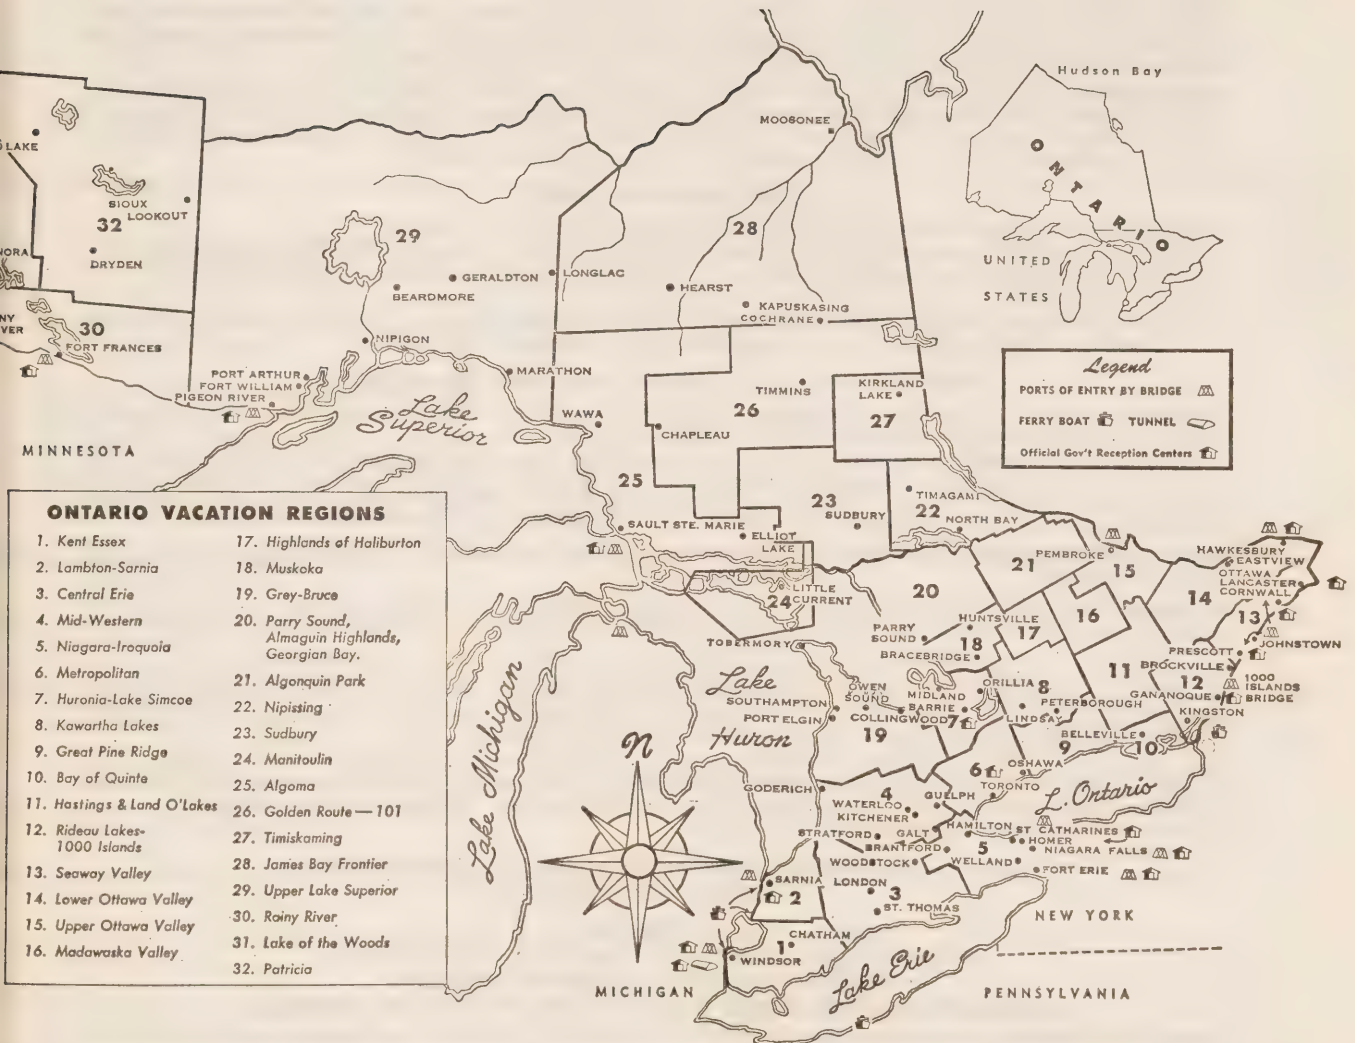 Hudson Bay
ONTARIO
UNITED
STATES
MOOSONEE
LAKE
SIOUX
LOOKOUT
32
DRYDEN
29
GERALDTON
BEARDMORE
LONGLAC
28
HEARST
KAPUSKASING
COCHRANE
30
FORT FRANCES
NIPIGON
PORT ARTHUR
FORT WILLIAM
PIGEON RIVER
MARATHON
Lake
Superior
WAWA
TIMMINS
26
CHAPLEAU
KIRKLAND
LAKE
27
MINNESOTA
Legend
PORTS OF ENTRY BY BRIDGE
FERRY BOAT TUNNEL
Official Gov't Reception Centers
ONTARIO VACATION REGIONS
1. Kent Essex
2. Lambton-Sarnia
3. Central Erie
4. Mid-Western
5. Niagara-Iroquoia
6. Metropolitan
7. Huronia-Lake Simcoe
8. Kawartha Lakes
9. Great Pine Ridge
10. Bay of Quinte
11. Hastings & Land O'Lakes
12. Rideau Lakes-
1000 Islands
13. Seaway Valley
14. Lower Ottawa Valley
15. Upper Ottawa Valley
16. Madawaska Valley
17. Highlands of Haliburton
18. Muskoka
19. Grey-Bruce
20. Parry Sound,
Almaguin Highlands,
Georgian Bay.
21. Algonquin Park
22. Nipissing
23. Sudbury
24. Manitoulin
25. Algoma
26. Golden Route—101
27. Timiskaming
28. James Bay Frontier
29. Upper Lake Superior
30. Rainy River
31. Lake of the Woods
32. Patricia
25
23
SUDBURY
TIMAGAMI
22
NORTH BAY
SAULT STE. MARIE
ELLIOT
LAKE
24
LITTLE
CURRENT
TOBERMORY
20
21
PEMBROKE
15
16
14
HAWKESBURY
EASTVIEW
OTTAWA
LANCASTER
CORNWALL
13
JOHNSTOWN
PRESCOTT
BROCKVILLE
12
1000
ISLANDS
BRIDGE
GANANOQUE
KINGSTON
HUNTSVILLE
17
PARRY
SOUND
18
BRACEBRIDGE
11
Lake
Huron
SOUTHAMPTON
PORT ELGIN
OWEN
SOUND
COLLINGWOOD
19
MIDLAND
BARRIE
7
ORILLIA
8
PETERBOROUGH
LINDSAY
BELLEVILLE
9
10
OSHAWA
6
TORONTO
L. Ontario
Lake Michigan
N
GODERICH
4
GUELPH
WATERLOO
KITCHENER
STRATFORD
GALT
HAMILTON
ST CATHARINES
HOMER
BRANTFORD
5
NIAGARA FALLS
WOODSTOCK
WELLAND
FORT ERIE
SARNIA
2
LONDON
3
ST. THOMAS
NEW YORK
CHATHAM
1
WINDSOR
Lake Erie
MICHIGAN
PENNSYLVANIA